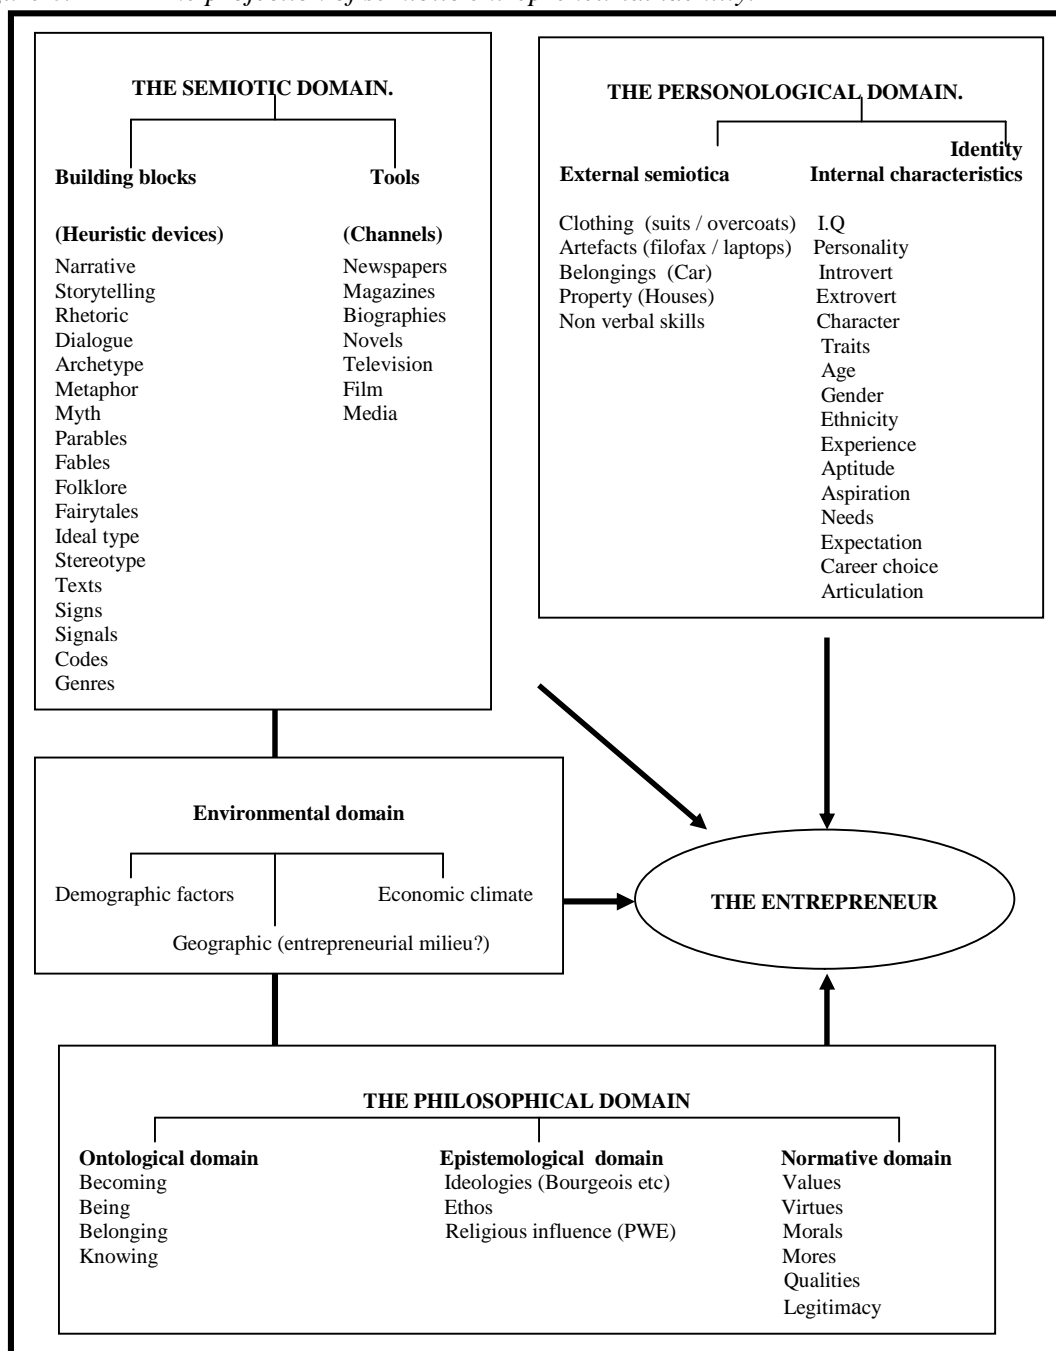 projection of semiotic entrepreneurial identity.
THE SEMIOTIC DOMAIN.
Building blocks
Tools
(Heuristic devices)
(Channels)
Narrative
Storytelling
Rhetoric
Dialogue
Archetype
Metaphor
Myth
Parables
Fables
Folklore
Fairytales
Ideal type
Stereotype
Texts
Signs
Signals
Codes
Genres
Newspapers
Magazines
Biographies
Novels
Television
Film
Media
THE PERSONOLOGICAL DOMAIN.
External semiotica
Identity
Internal characteristics
Clothing (suits / overcoats)
Artefacts (filofax / laptops)
Belongings (Car)
Property (Houses)
Non verbal skills
I.Q
Personality
Introvert
Extrovert
Character
Traits
Age
Gender
Ethnicity
Experience
Aptitude
Aspiration
Needs
Expectation
Career choice
Articulation
Environmental domain
Demographic factors
Economic climate
Geographic (entrepreneurial milieu?)
THE ENTREPRENEUR
THE PHILOSOPHICAL DOMAIN
Ontological domain
Becoming
Being
Belonging
Knowing
Epistemological domain
Ideologies (Bourgeois etc)
Ethos
Religious influence (PWE)
Normative domain
Values
Virtues
Morals
Mores
Qualities
Legitimacy